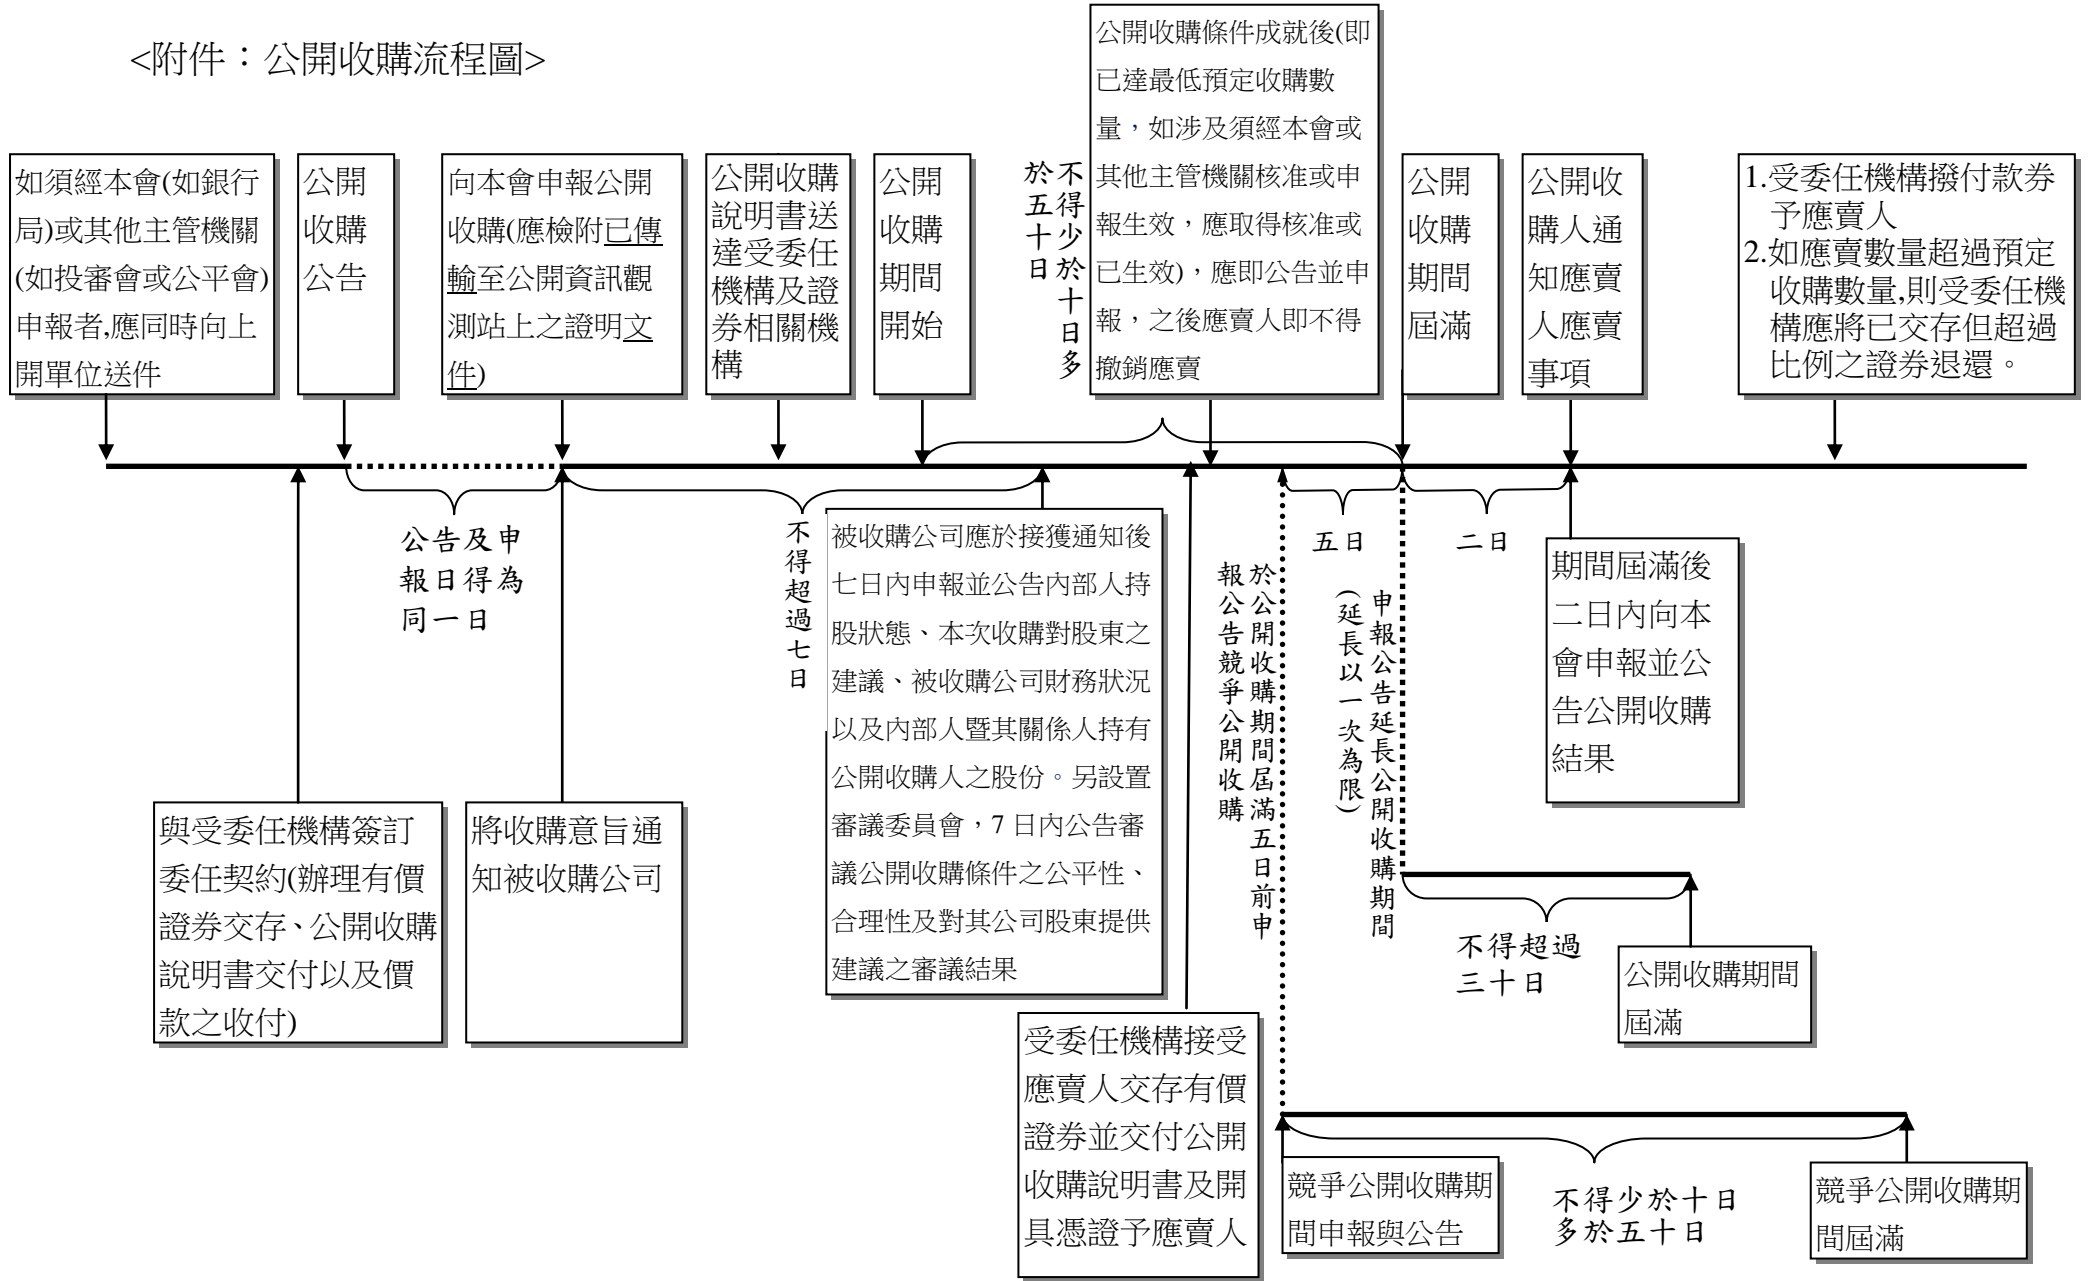 <附件：公開收購流程圖>
如須經本會(如銀行
局)或其他主管機關
(如投審會或公平會)
申報者,應同時向上
開單位送件
公開
收購
公告
向本會申報公開
收購(應檢附已傳
輸至公開資訊觀
測站上之證明文
件)
公開收購
說明書送
達受委任
機構及證
券相關機
構
公開
收購
期間
開始
不得少於十日多
於五十日
公開收購條件成就後(即
已達最低預定收購數
量，如涉及須經本會或
其他主管機關核准或申
報生效，應取得核准或
已生效)，應即公告並申
報，之後應賣人即不得
撤銷應賣
公開
收購
期間
屆滿
公開收
購人通
知應賣
人應賣
事項
1.受委任機構撥付款券
予應賣人
2.如應賣數量超過預定
收購數量,則受委任機
構應將已交存但超過
比例之證券退還。
公告及申
報日得為
同一日
不得超過七日
被收購公司應於接獲通知後
七日內申報並公告內部人持
股狀態、本次收購對股東之
建議、被收購公司財務狀況
以及內部人暨其關係人持有
公開收購人之股份。另設置
審議委員會，7 日內公告審
議公開收購條件之公平性、
合理性及對其公司股東提供
建議之審議結果
五日
二日
於公開收購期間屆滿五日前申
報公告競爭公開收購
申報公告延長公開收購期間
(延長以一次為限)
期間屆滿後
二日內向本
會申報並公
告公開收購
結果
與受委任機構簽訂
委任契約(辦理有價
證券交存、公開收購
說明書交付以及價
款之收付)
將收購意旨通
知被收購公司
不得超過
三十日
公開收購期間
屆滿
受委任機構接受
應賣人交存有價
證券並交付公開
收購說明書及開
具憑證予應賣人
競爭公開收購期
間申報與公告
不得少於十日
多於五十日
競爭公開收購期
間屆滿